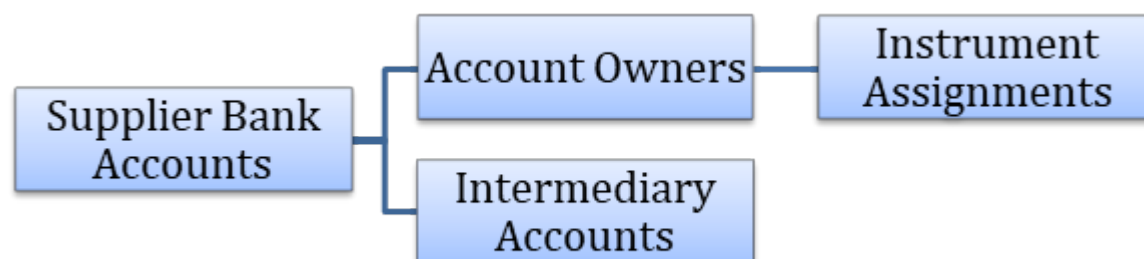 Supplier Bank
Accounts
Account Owners
Instrument
Assignments
Intermediary
Accounts